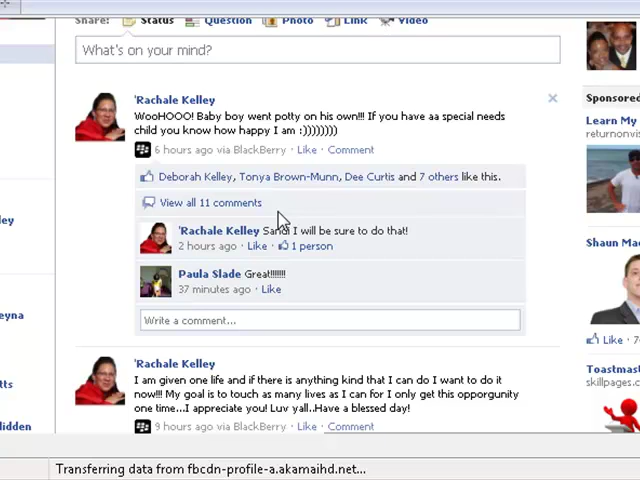 Share: Status Question Photo Link Video
What's on your mind?
'Rachale Kelley
WooHOOO! Baby boy went potty on his own!!! If you have aa special needs
child you know how happy I am :))))))))
6 hours ago via BlackBerry · Like · Comment
Deborah Kelley, Tonya Brown-Munn, Dee Curtis and 7 others like this.
View all 11 comments
'Rachale Kelley I will be sure to do that!
2 hours ago · Like · 1 person
Paula Slade Great!!!!!!!
37 minutes ago · Like
Write a comment...
'Rachale Kelley
I am given one life and if there is anything kind that I can do I want to do it
now!!! My goal is to touch as many lives as I can for I only get this opporgunity
one time...I appreciate you! Luv yall..Have a blessed day!
9 hours ago via BlackBerry · Like · Comment
ley
eyna
tts
lidden
Sponsored
Learn My
returnonvis
Shaun Ma
Like · 7
Toastmast
skillpages.c
Transferring data from fbcdn-profile-a.akamaihd.net...